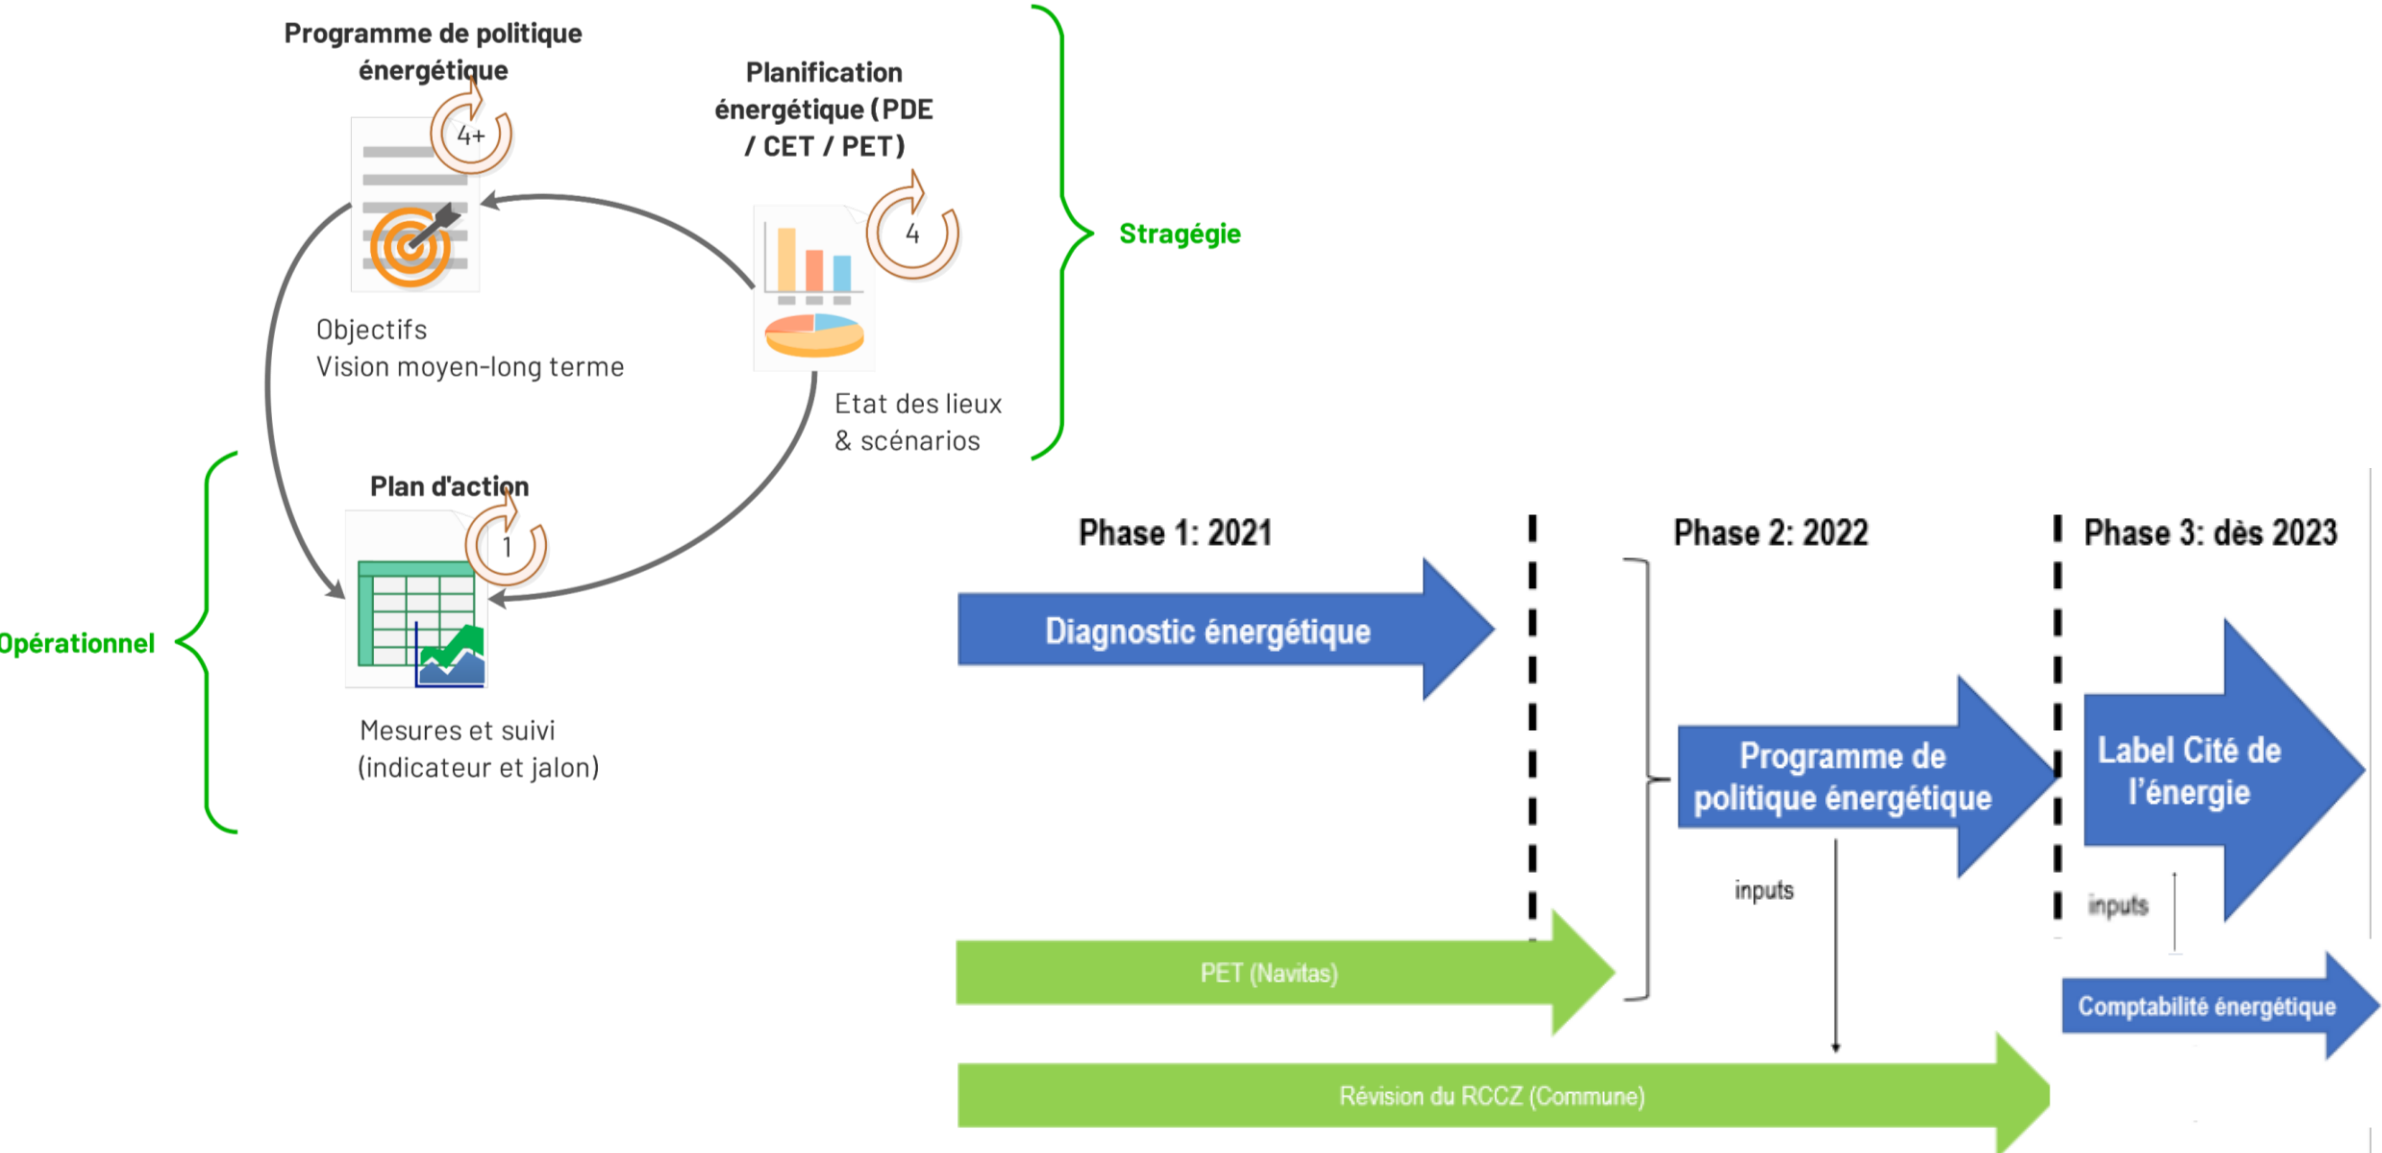 Programme de politique
énergétique
4+
Planification
énergétique (PDE
/ CET / PET)
4
Stragégie
Objectifs
Vision moyen-long terme
Etat des lieux
& scénarios
Plan d'action
1
Opérationnel
Mesures et suivi
(indicateur et jalon)
Phase 1: 2021
Phase 2: 2022
Phase 3: dès 2023
Diagnostic énergétique
Programme de
politique énergétique
Label Cité de
l'énergie
inputs
inputs
PET (Navitas)
Comptabilité énergétique
Révision du RCCZ (Commune)